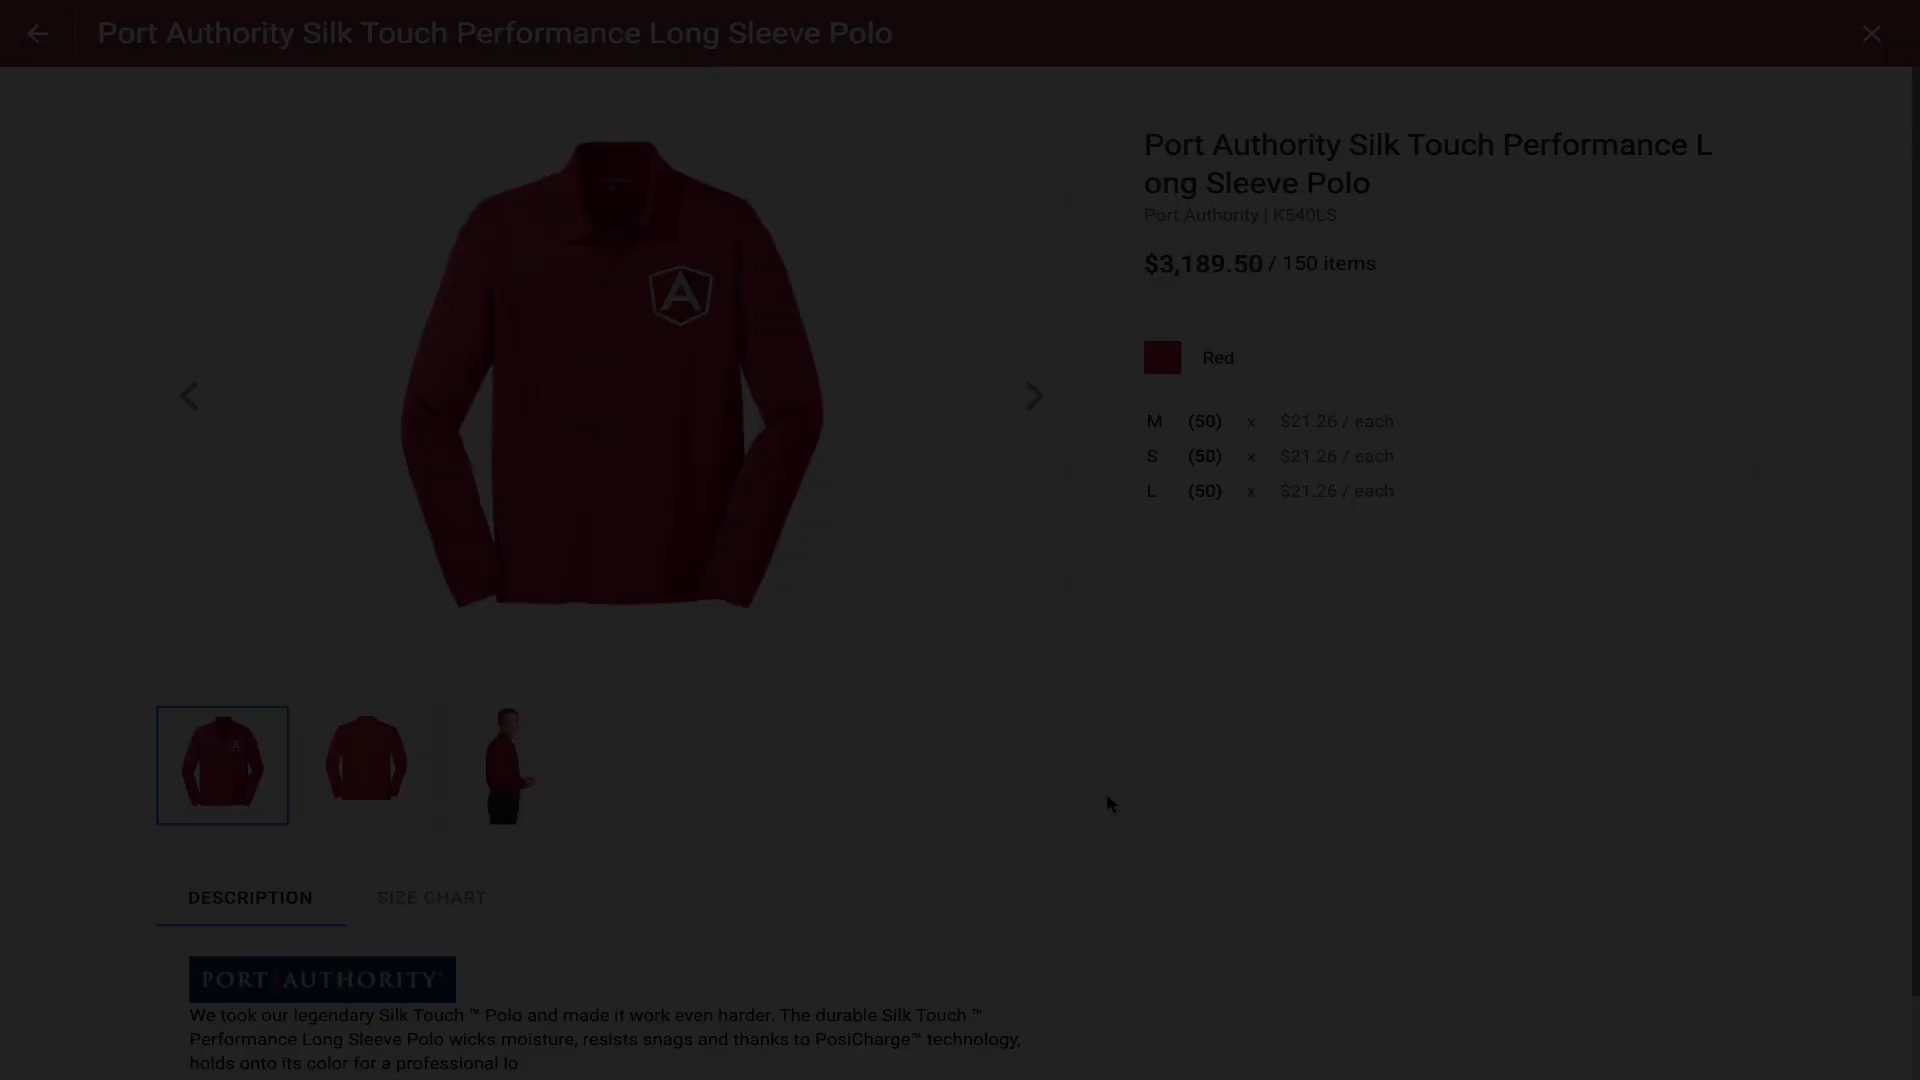 Port Authority Silk Touch Performance Long Sleeve Polo
Port Authority Silk Touch Performance L
ong Sleeve Polo
Port Authority | K540LS
$3,189.50 / 150 items
A
Red
M (50) x $21.26 / each
S (50) x $21.26 / each
L (50) x $21.26 / each
DESCRIPTION SIZE CHART
PORT AUTHORITY®
We took our legendary Silk Touch ™ Polo and made it work even harder. The durable Silk Touch ™
Performance Long Sleeve Polo wicks moisture, resists snags and thanks to PosiCharge™ technology,
holds onto its color for a professional lo